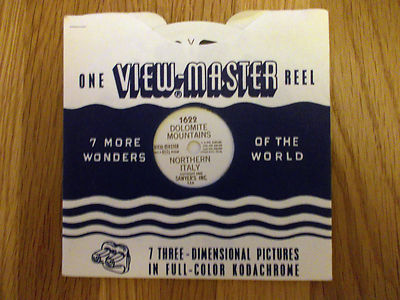 ONE VIEW-MASTER® REEL
1622
DOLOMITE
MOUNTAINS
7 MORE
WONDERS
OF THE
WORLD
NORTHERN
ITALY
SAWYER'S INC.
7 THREE-DIMENSIONAL PICTURES
IN FULL-COLOR KODACHROME